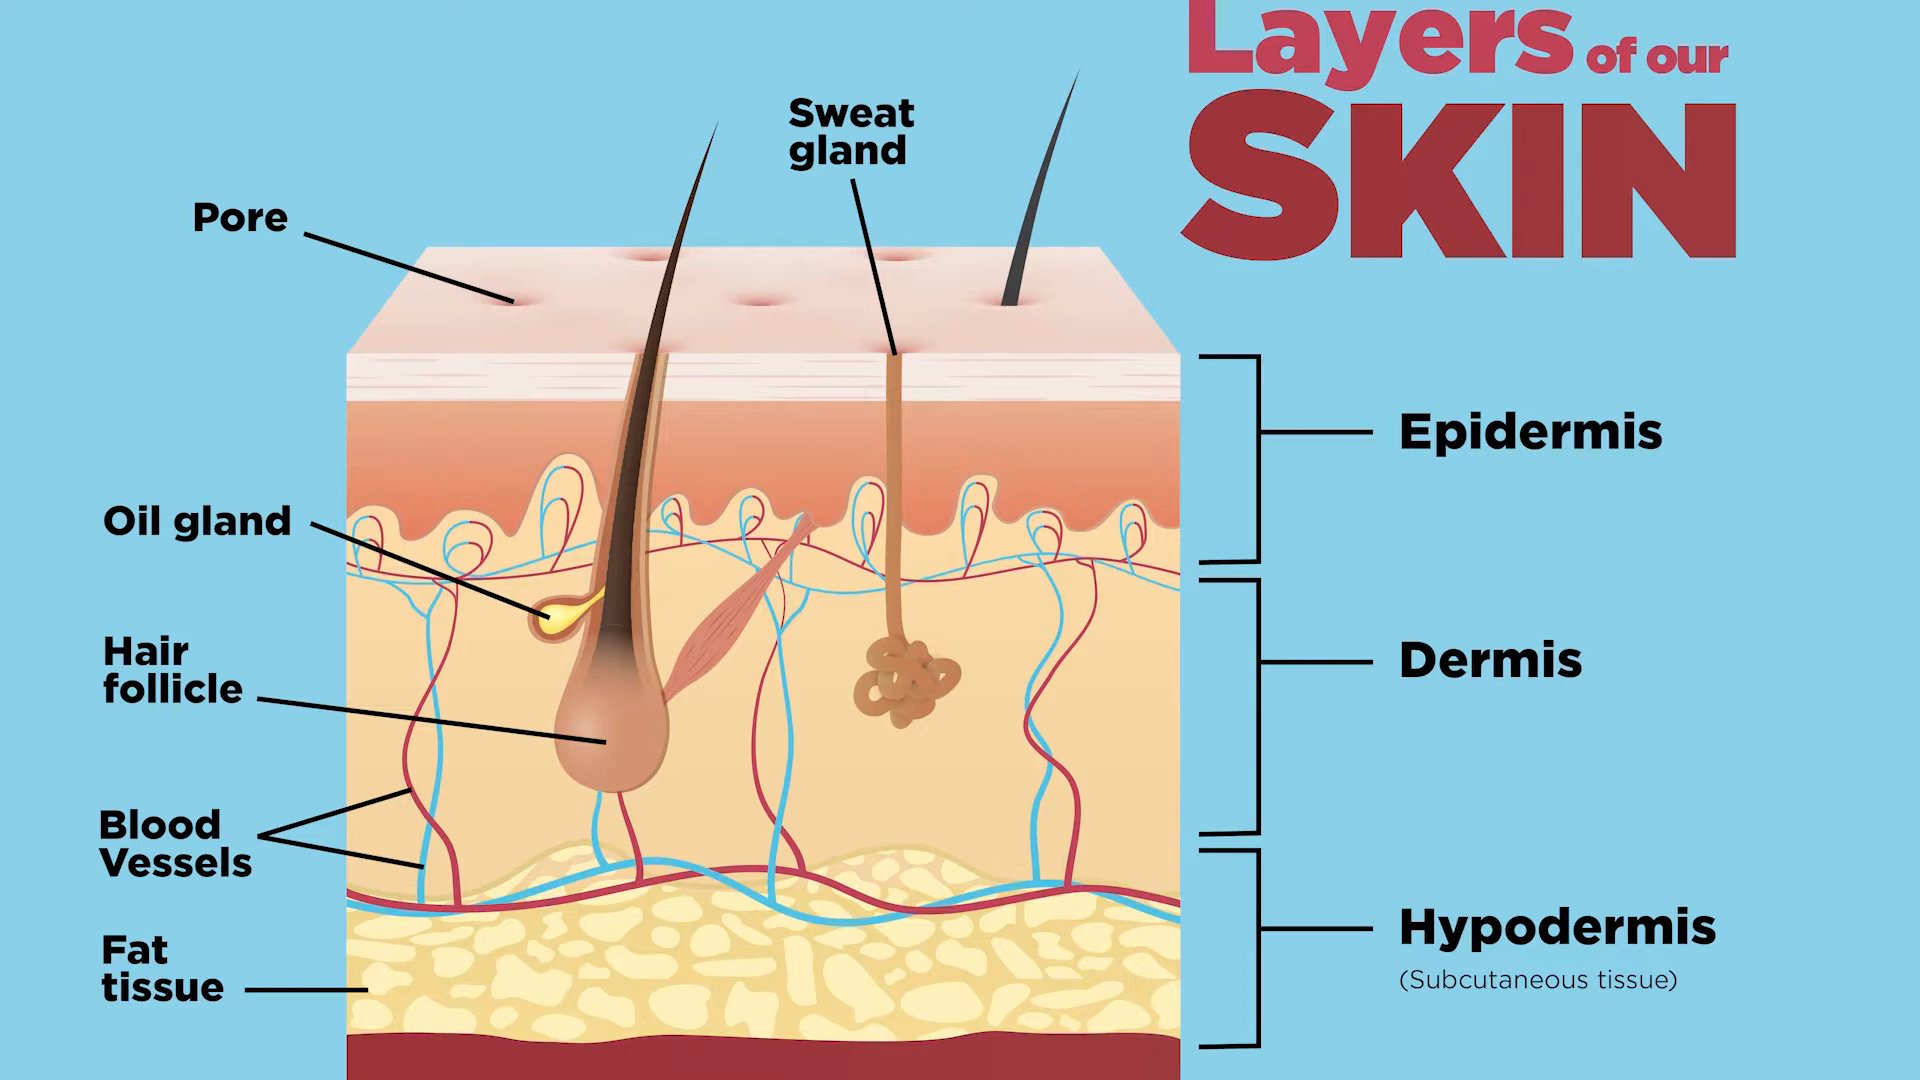 Layers of our
SKIN
Sweat
gland
Pore
Epidermis
Oil gland
Hair
follicle
Dermis
Blood
Vessels
Fat
tissue
Hypodermis
(Subcutaneous tissue)